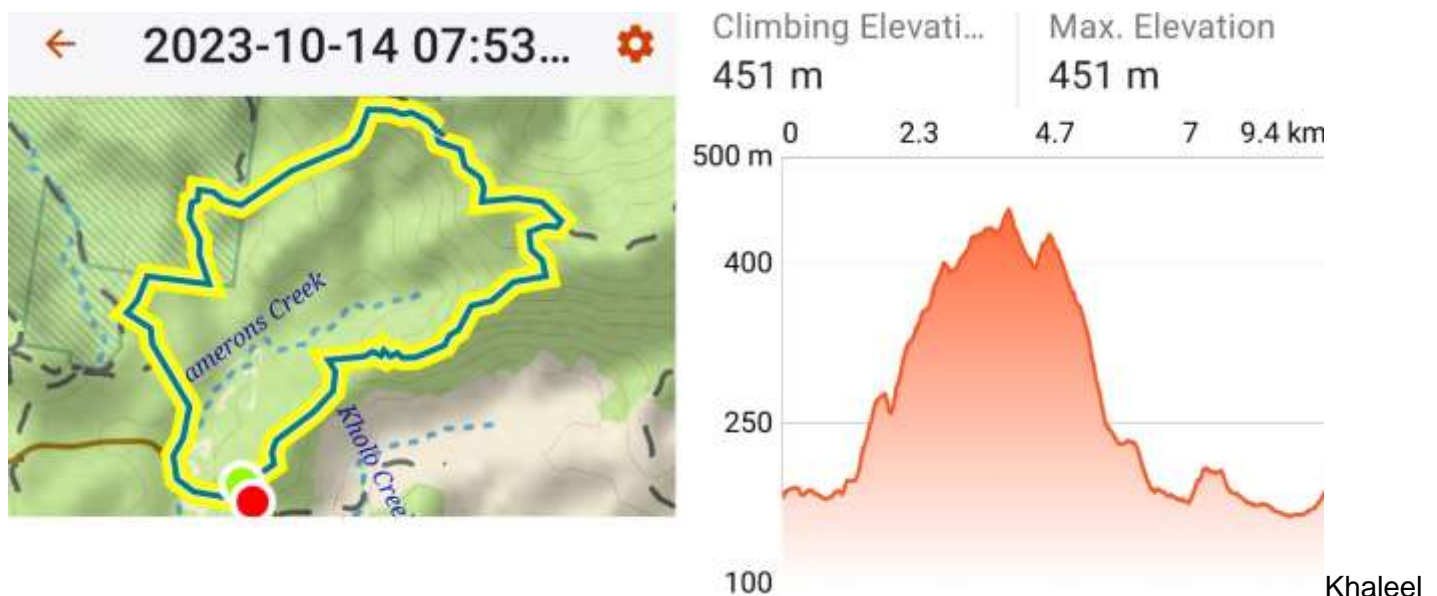 2023-10-14 07:53...
amerons Creek
Kholo Cree
Climbing Elevati...
451 m
Max. Elevation
451 m
0 2.3 4.7 7 9.4 km
500 m
400
250
100
Khaleel